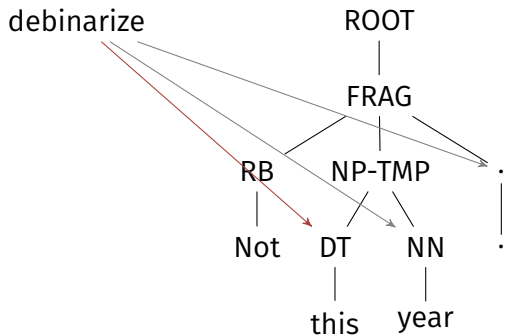 debinarize ROOT
FRAG
RB NP-TMP .
Not DT NN .
this year